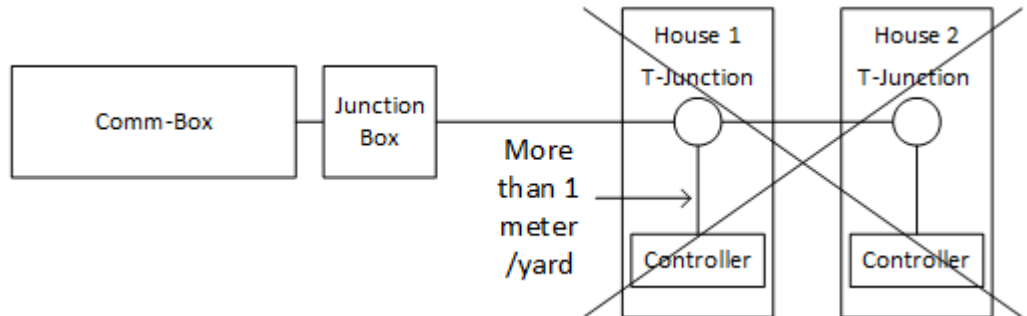 Comm-Box
Junction
Box
More
than 1
meter
/yard
House 1
T-Junction
Controller
House 2
T-Junction
Controller